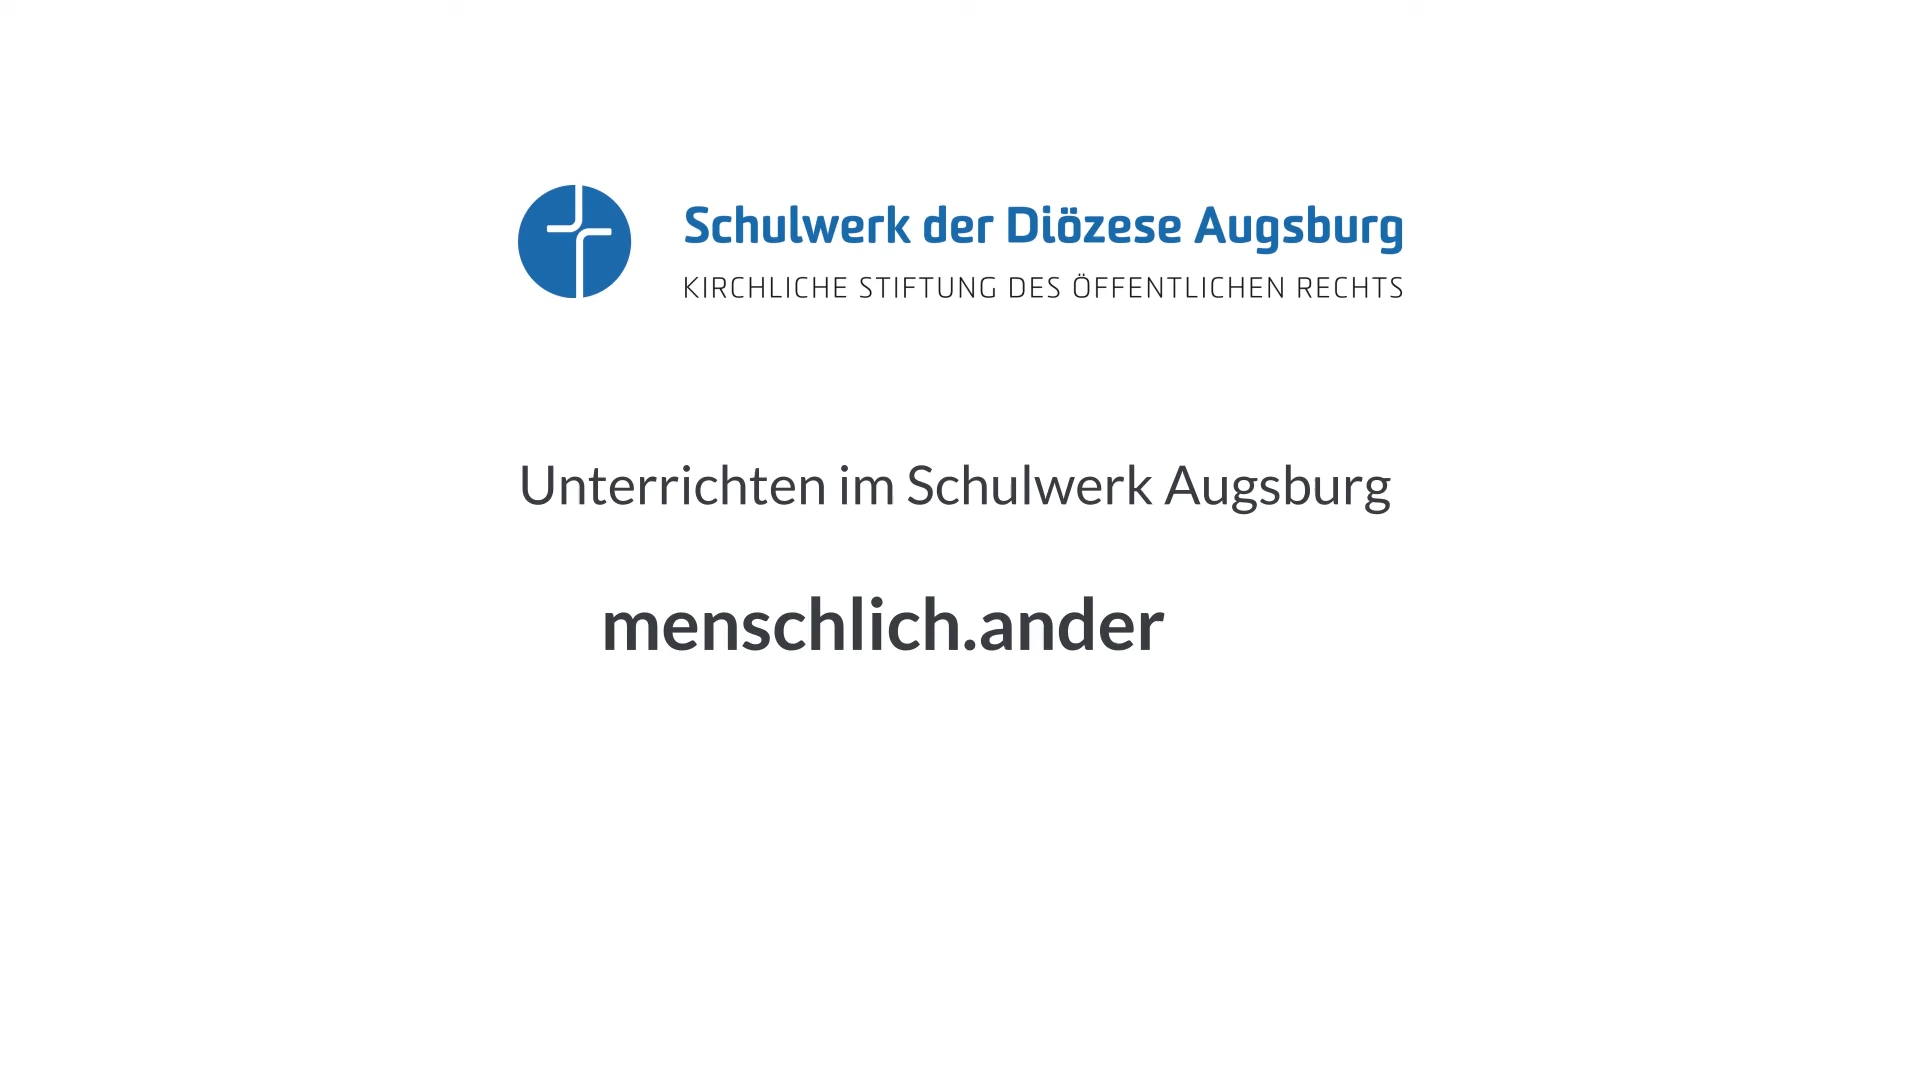 Schulwerk der Diözese Augsburg
KIRCHLICHE STIFTUNG DES ÖFFENTLICHEN RECHTS
Unterrichten im Schulwerk Augsburg
menschlich.ander